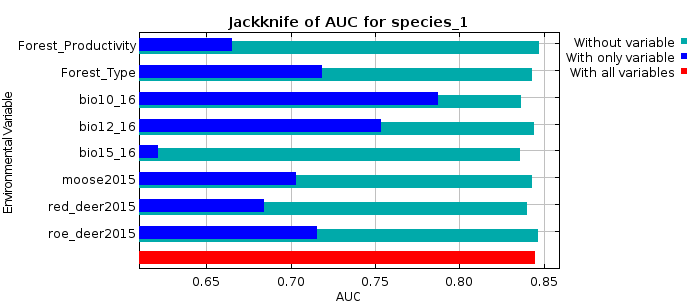 Jackknife of AUC for species_1
Environmental Variable
Forest_Productivity
Forest_Type
bio10_16
bio12_16
bio15_16
moose2015
red_deer2015
roe_deer2015
0.65 0.70 0.75 0.80 0.85
AUC
Without variable
With only variable
With all variables